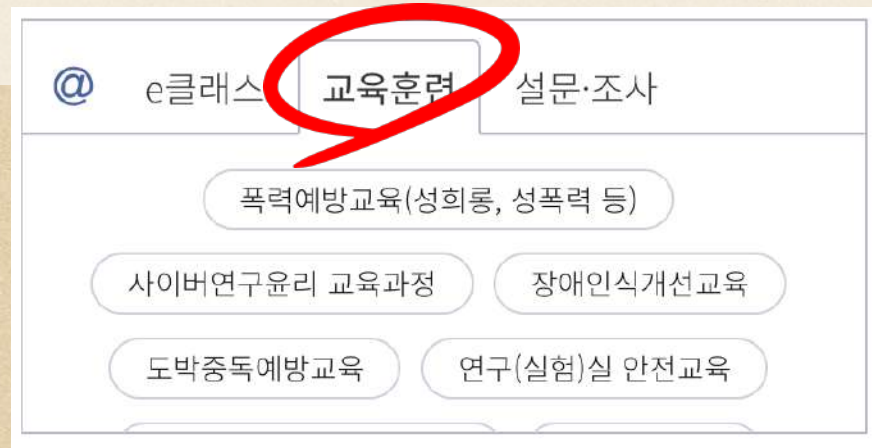 @ e클래스 교육훈련 설문·조사
폭력예방교육(성희롱, 성폭력 등)
사이버연구윤리 교육과정 장애인식개선교육
도박중독예방교육 연구(실험)실 안전교육